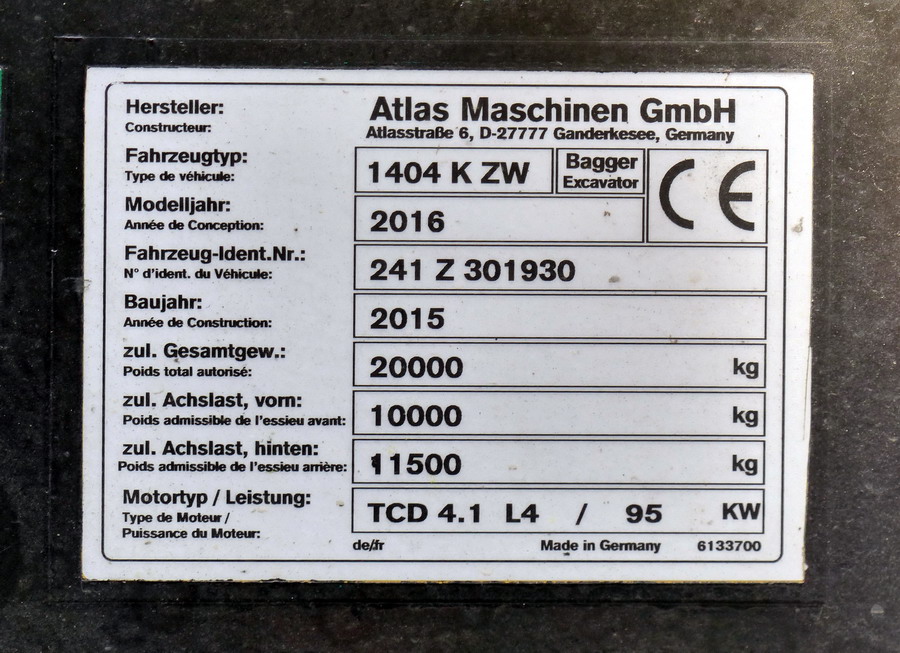 Hersteller: Atlas Maschinen GmbH
Constructeur: Atlasstraße 6, D-27777 Ganderkesee, Germany
Fahrzeugtyp: 1404 K ZW Bagger
Type de véhicule: Excavator
CE
Modelljahr: 2016
Année de Conception:
Fahrzeug-Ident.Nr.: 241 Z 301930
N° d'ident. du Véhicule:
Baujahr: 2015
Année de Construction:
zul. Gesamtgew.: 20000 kg
Poids total autorisé:
zul. Achslast, vorn: 10000 kg
Poids admissible de l'essieu avant:
zul. Achslast, hinten: 11500 kg
Poids admissible de l'essieu arrière:
Motortyp / Leistung: TCD 4.1 L4 / 95 KW
Type de Moteur /
Puissance du Moteur:
de/fr Made in Germany 6133700